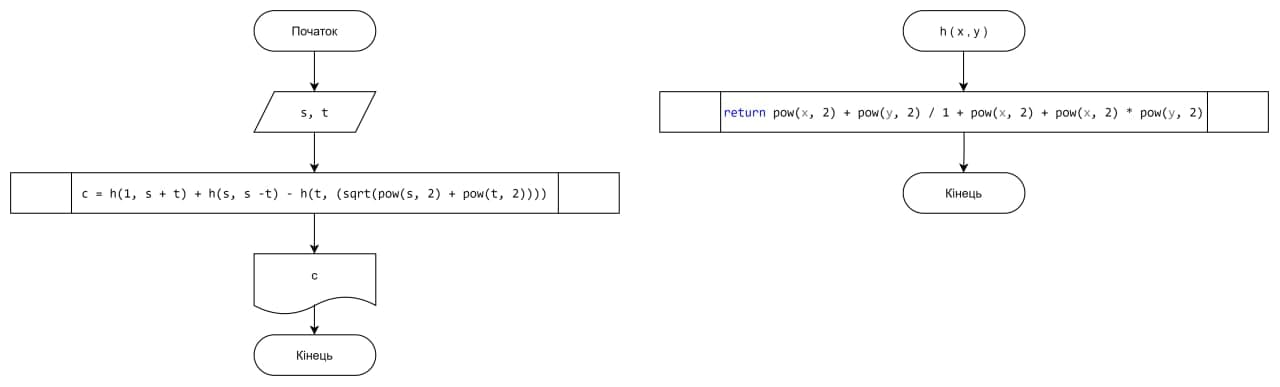 Початок
s, t
c = h(1, s + t) + h(s, s -t) - h(t, (sqrt(pow(s, 2) + pow(t, 2))))
c
Кінець
h ( x , y )
return pow(x, 2) + pow(y, 2) / 1 + pow(x, 2) + pow(x, 2) * pow(y, 2)
Кінець